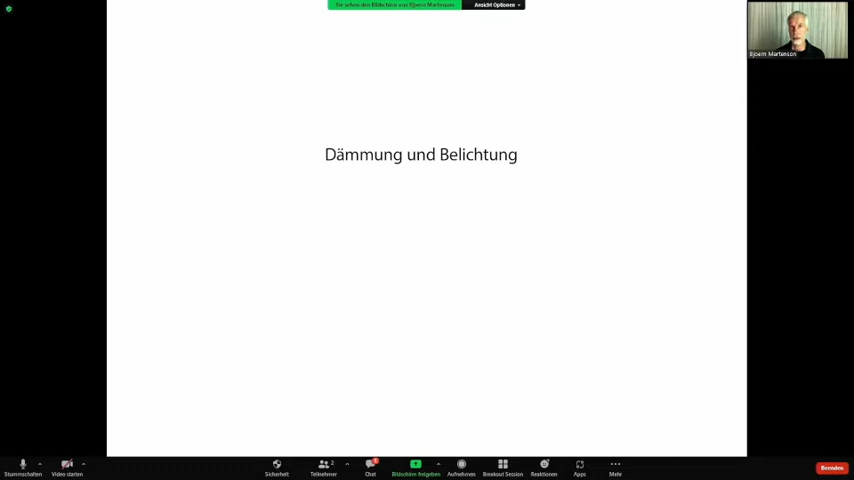 Sie sehen den Bildschirm von Bjoern Martenson
Ansicht Optionen
Bjoern Martenson
Dämmung und Belichtung
Stummschalten
Video starten
Sicherheit
2
Teilnehmer
Chat
Bildschirm freigeben
Aufnehmen
Breakout Session
Reaktionen
Apps
Mehr
Beenden